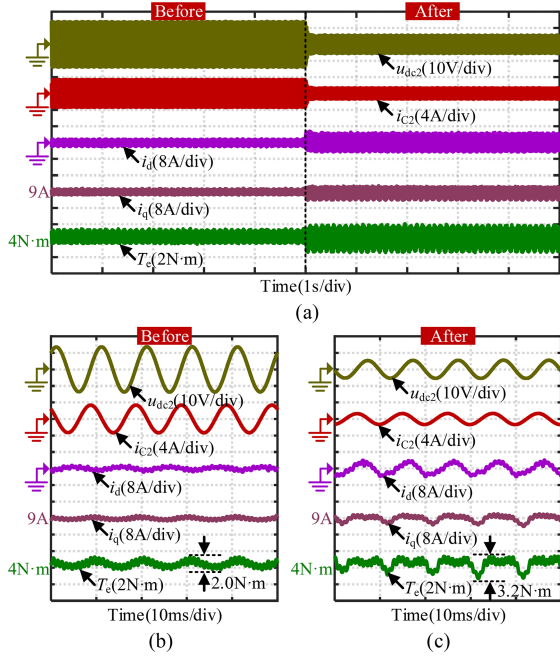 Before
After
u_dc2(10V/div)
i_C2(4A/div)
i_d(8A/div)
9A
i_q(8A/div)
4N·m
T_e(2N·m)
Time(1s/div)
(a)
Before
After
u_dc2(10V/div)
u_dc2(10V/div)
i_C2(4A/div)
i_C2(4A/div)
i_d(8A/div)
i_d(8A/div)
9A
9A
i_q(8A/div)
i_q(8A/div)
4N·m
4N·m
T_e(2N·m)
2.0N·m
T_e(2N·m)
3.2N·m
Time(10ms/div)
Time(10ms/div)
(b)
(c)